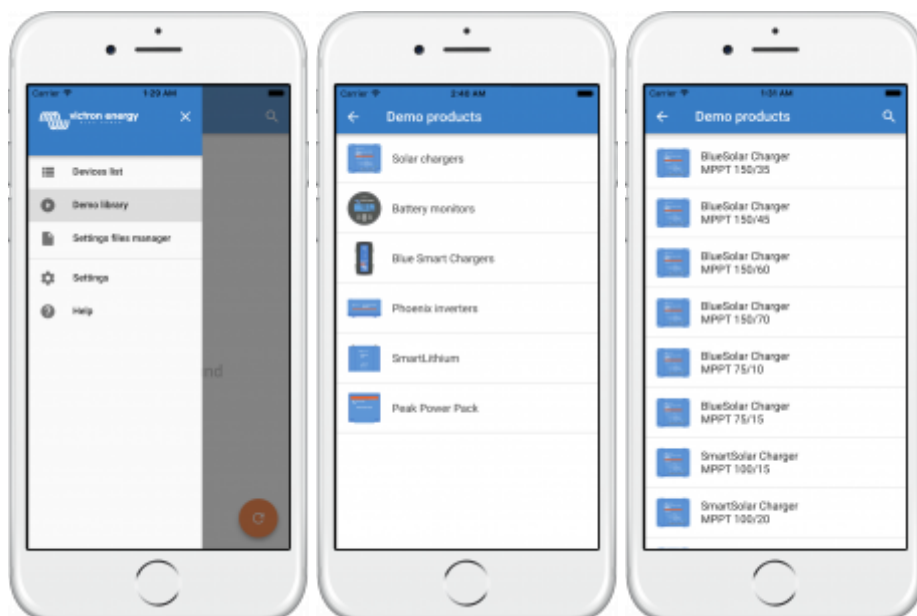 Carrier 1:29 AM
victron energy
BLUE POWER
Devices list
Demo library
Settings files manager
Settings
Help
nd
Carrier 2:46 AM
Demo products
Solar chargers
Battery monitors
Blue Smart Chargers
Phoenix inverters
SmartLithium
Peak Power Pack
Carrier 1:31 AM
Demo products
BlueSolar Charger
MPPT 150/35
BlueSolar Charger
MPPT 150/45
BlueSolar Charger
MPPT 150/60
BlueSolar Charger
MPPT 150/70
BlueSolar Charger
MPPT 75/10
BlueSolar Charger
MPPT 75/15
SmartSolar Charger
MPPT 100/15
SmartSolar Charger
MPPT 100/20